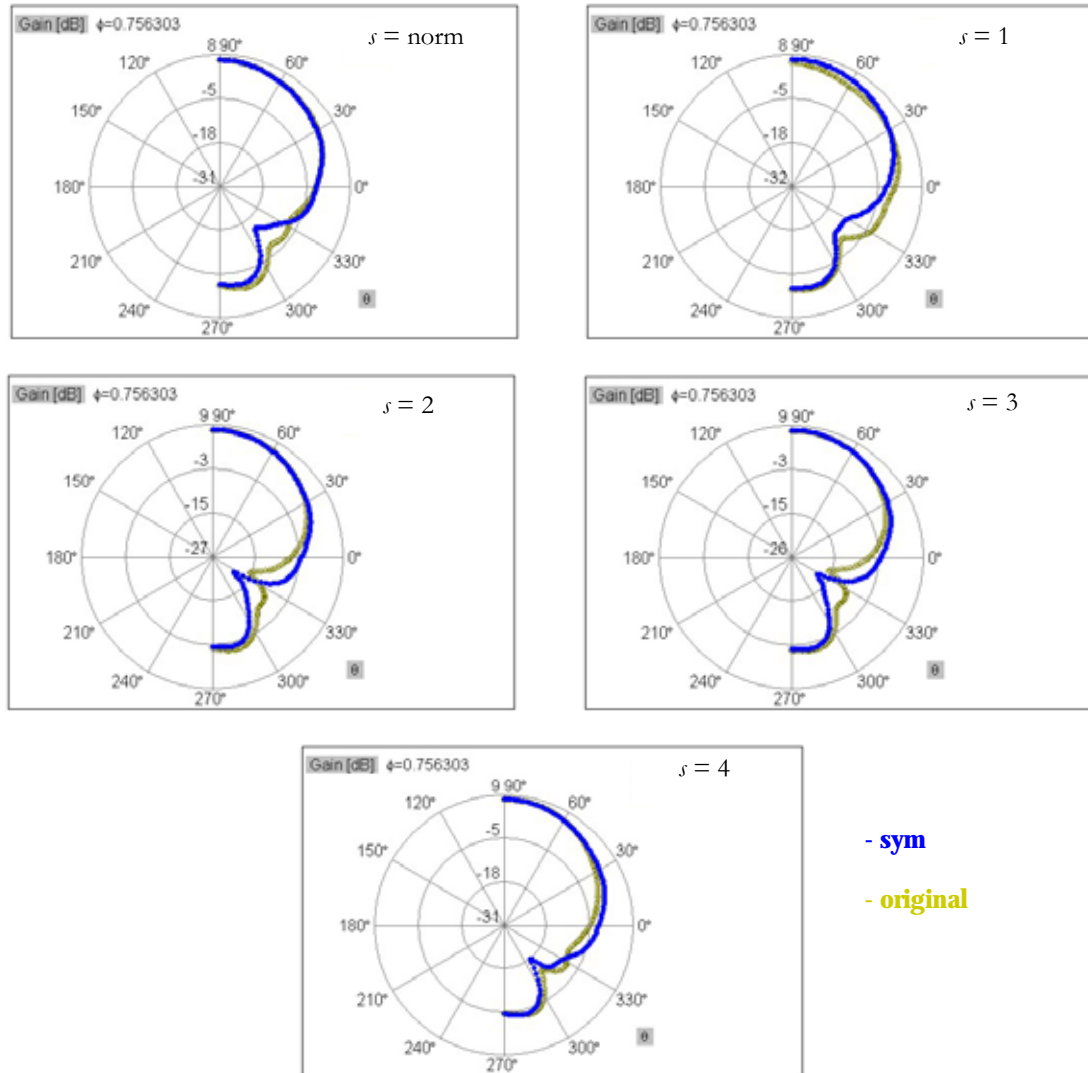 Gain [dB] ϕ=0.756303
s = norm
8 90°
120° 60°
-5
150° 30°
-18
180° -31 0°
210° 330°
240° 300°
θ
270°
Gain [dB] ϕ=0.756303
s = 1
8 90°
120° 60°
-5
150° 30°
-18
180° -32 0°
210° 330°
240° 300°
θ
270°
Gain [dB] ϕ=0.756303
s = 2
9 90°
120° 60°
-3
150° 30°
-15
180° -27 0°
210° 330°
240° 300°
θ
270°
Gain [dB] ϕ=0.756303
s = 3
9 90°
120° 60°
-3
150° 30°
-15
180° -26 0°
210° 330°
240° 300°
θ
270°
Gain [dB] ϕ=0.756303
s = 4
9 90°
120° 60°
-5
150° 30°
-18
180° -31 0°
210° 330°
240° 300°
θ
270°
- sym
- original